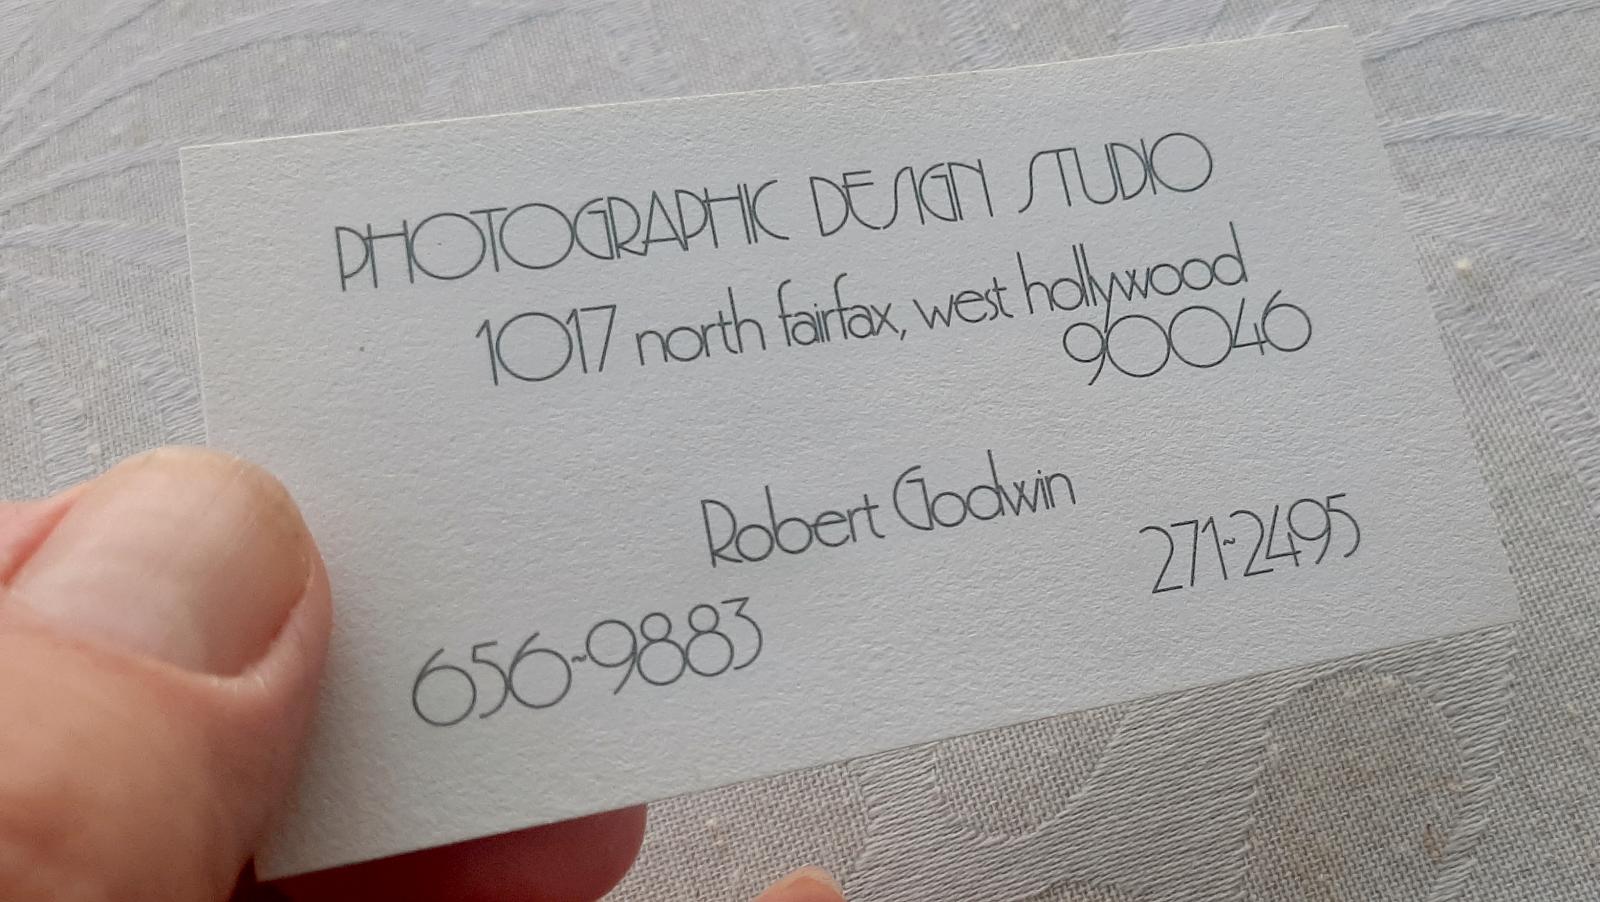 PHOTOGRAPHIC DESIGN STUDIO
1017 north fairfax, west hollywood
90046
Robert Godwin
271-2495
656-9883